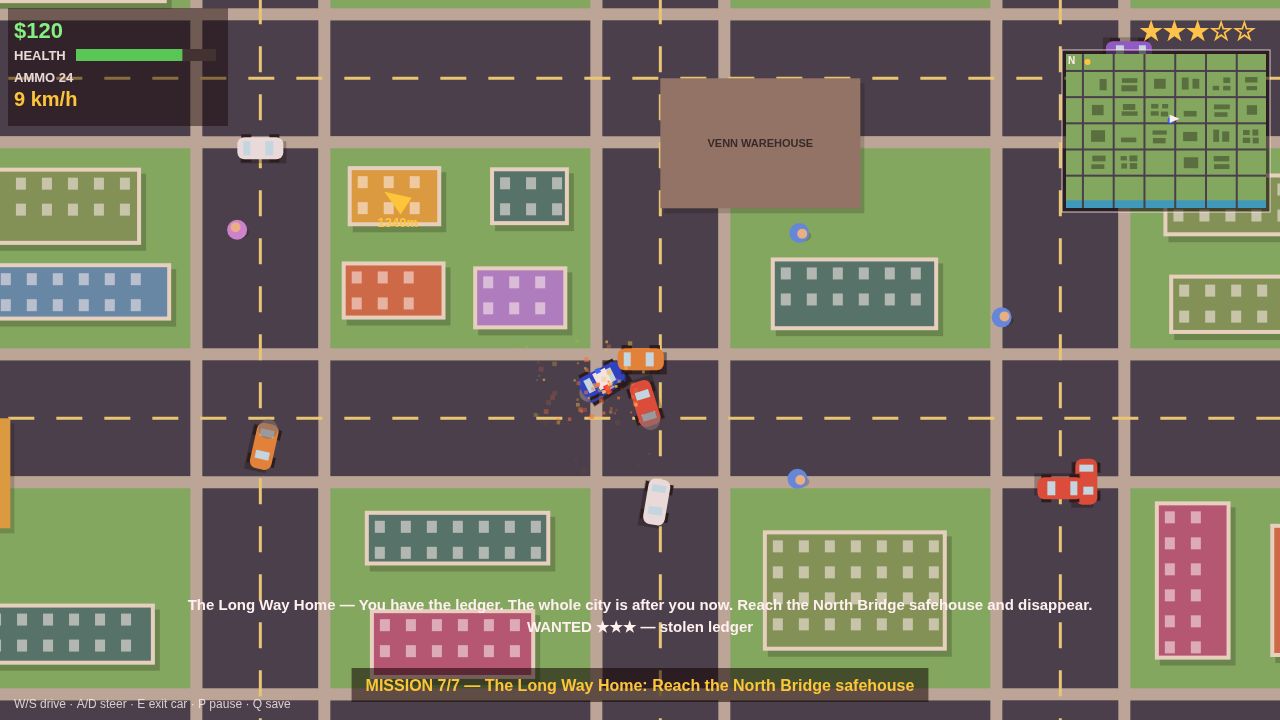 $120
HEALTH
AMMO 24
9 km/h
★★★☆☆
N
VENN WAREHOUSE
1240m
The Long Way Home — You have the ledger. The whole city is after you now. Reach the North Bridge safehouse and disappear.
WANTED ★★★ — stolen ledger
MISSION 7/7 — The Long Way Home: Reach the North Bridge safehouse
W/S drive · A/D steer · E exit car · P pause · Q save